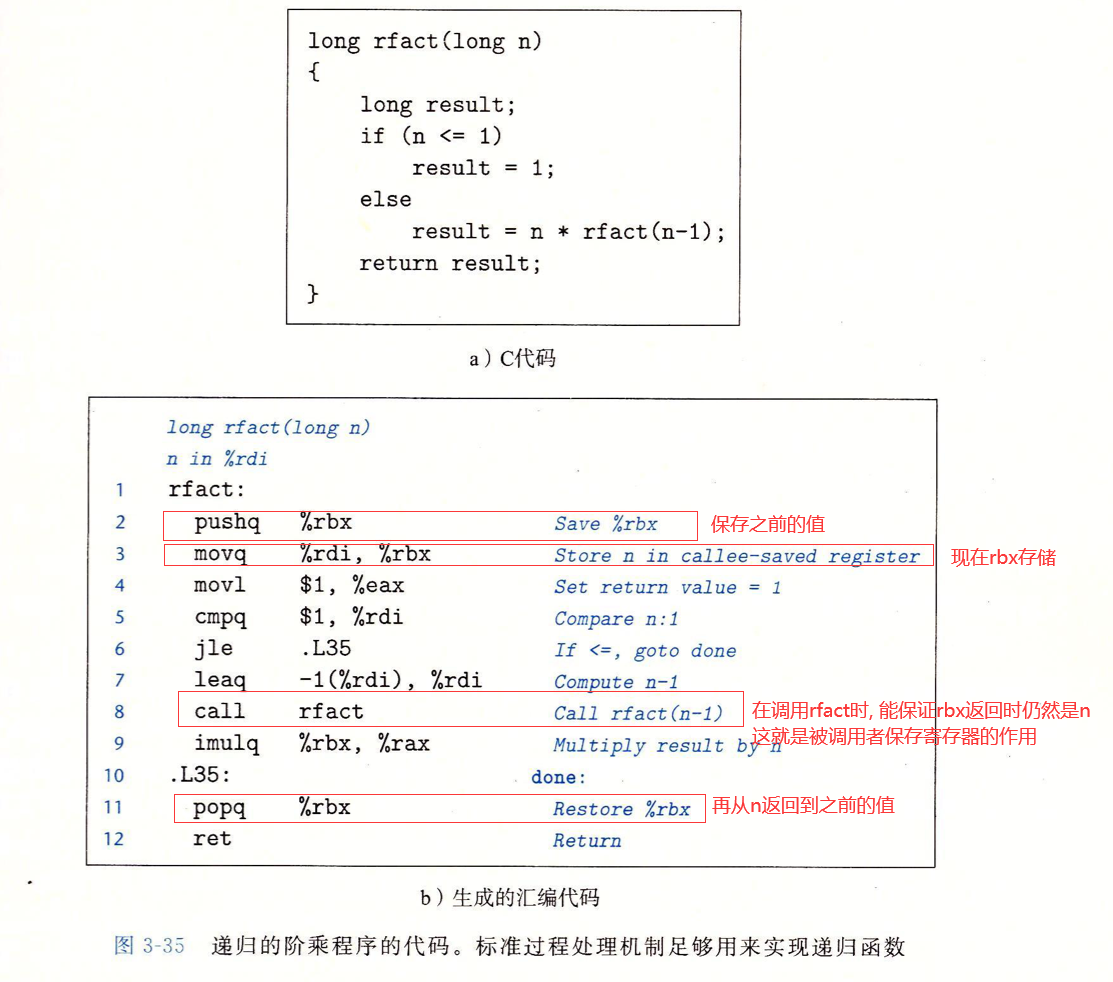 long rfact(long n)
{
long result;
if (n <= 1)
result = 1;
else
result = n * rfact(n-1);
return result;
}
a）C代码
long rfact(long n)
n in %rdi
1 rfact:
2 pushq %rbx Save %rbx 保存之前的值
3 movq %rdi, %rbx Store n in callee-saved register 现在rbx存储
4 movl $1, %eax Set return value = 1
5 cmpq $1, %rdi Compare n:1
6 jle .L35 If <=, goto done
7 leaq -1(%rdi), %rdi Compute n-1
8 call rfact Call rfact(n-1) 在调用rfact时, 能保证rbx返回时仍然是n
这就是被调用者保存寄存器的作用
9 imulq %rbx, %rax Multiply result by n
10 .L35: done:
11 popq %rbx Restore %rbx 再从n返回到之前的值
12 ret Return
b）生成的汇编代码
图 3-35 递归的阶乘程序的代码。标准过程处理机制足够用来实现递归函数